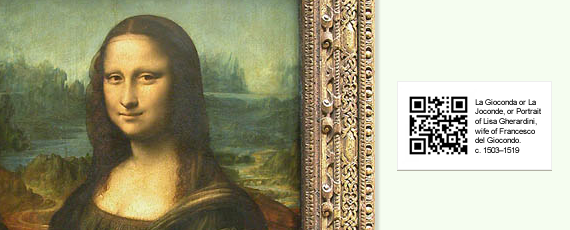 La Gioconda or La
Joconde, or Portrait
of Lisa Gherardini,
wife of Francesco
del Giocondo.
c. 1503–1519